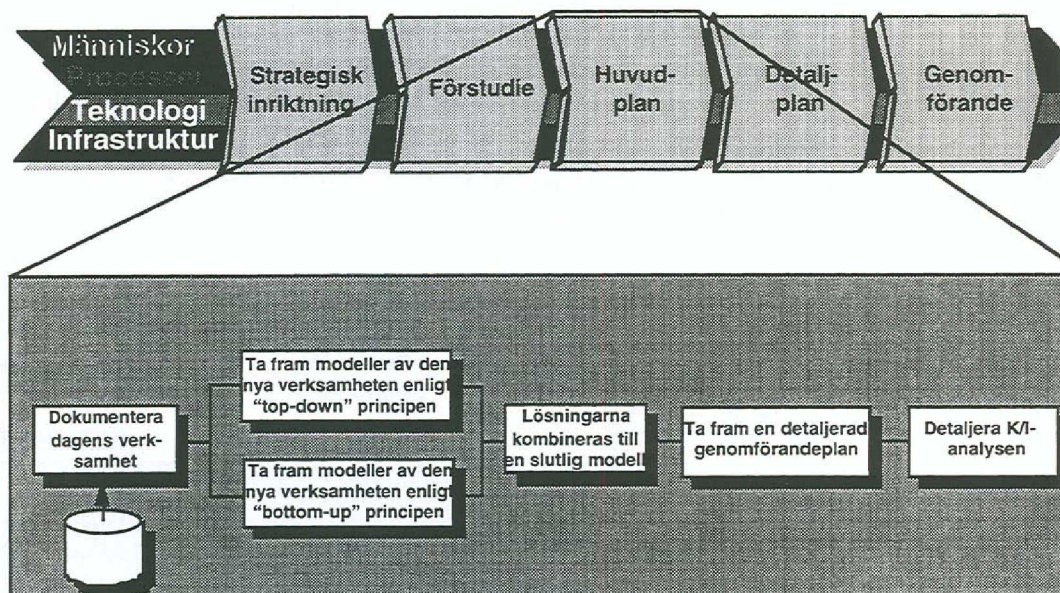 Människor
Processer
Teknologi
Infrastruktur
Strategisk
inriktning
Förstudie
Huvud-
plan
Detalj-
plan
Genom-
förande
Dokumentera
dagens verk-
samhet
Ta fram modeller av den
nya verksamheten enligt
“top-down” principen
Ta fram modeller av den
nya verksamheten enligt
“bottom-up” principen
Lösningarna
kombineras till
en slutlig modell
Ta fram en detaljerad
genomförandeplan
Detaljera K/I-
analysen